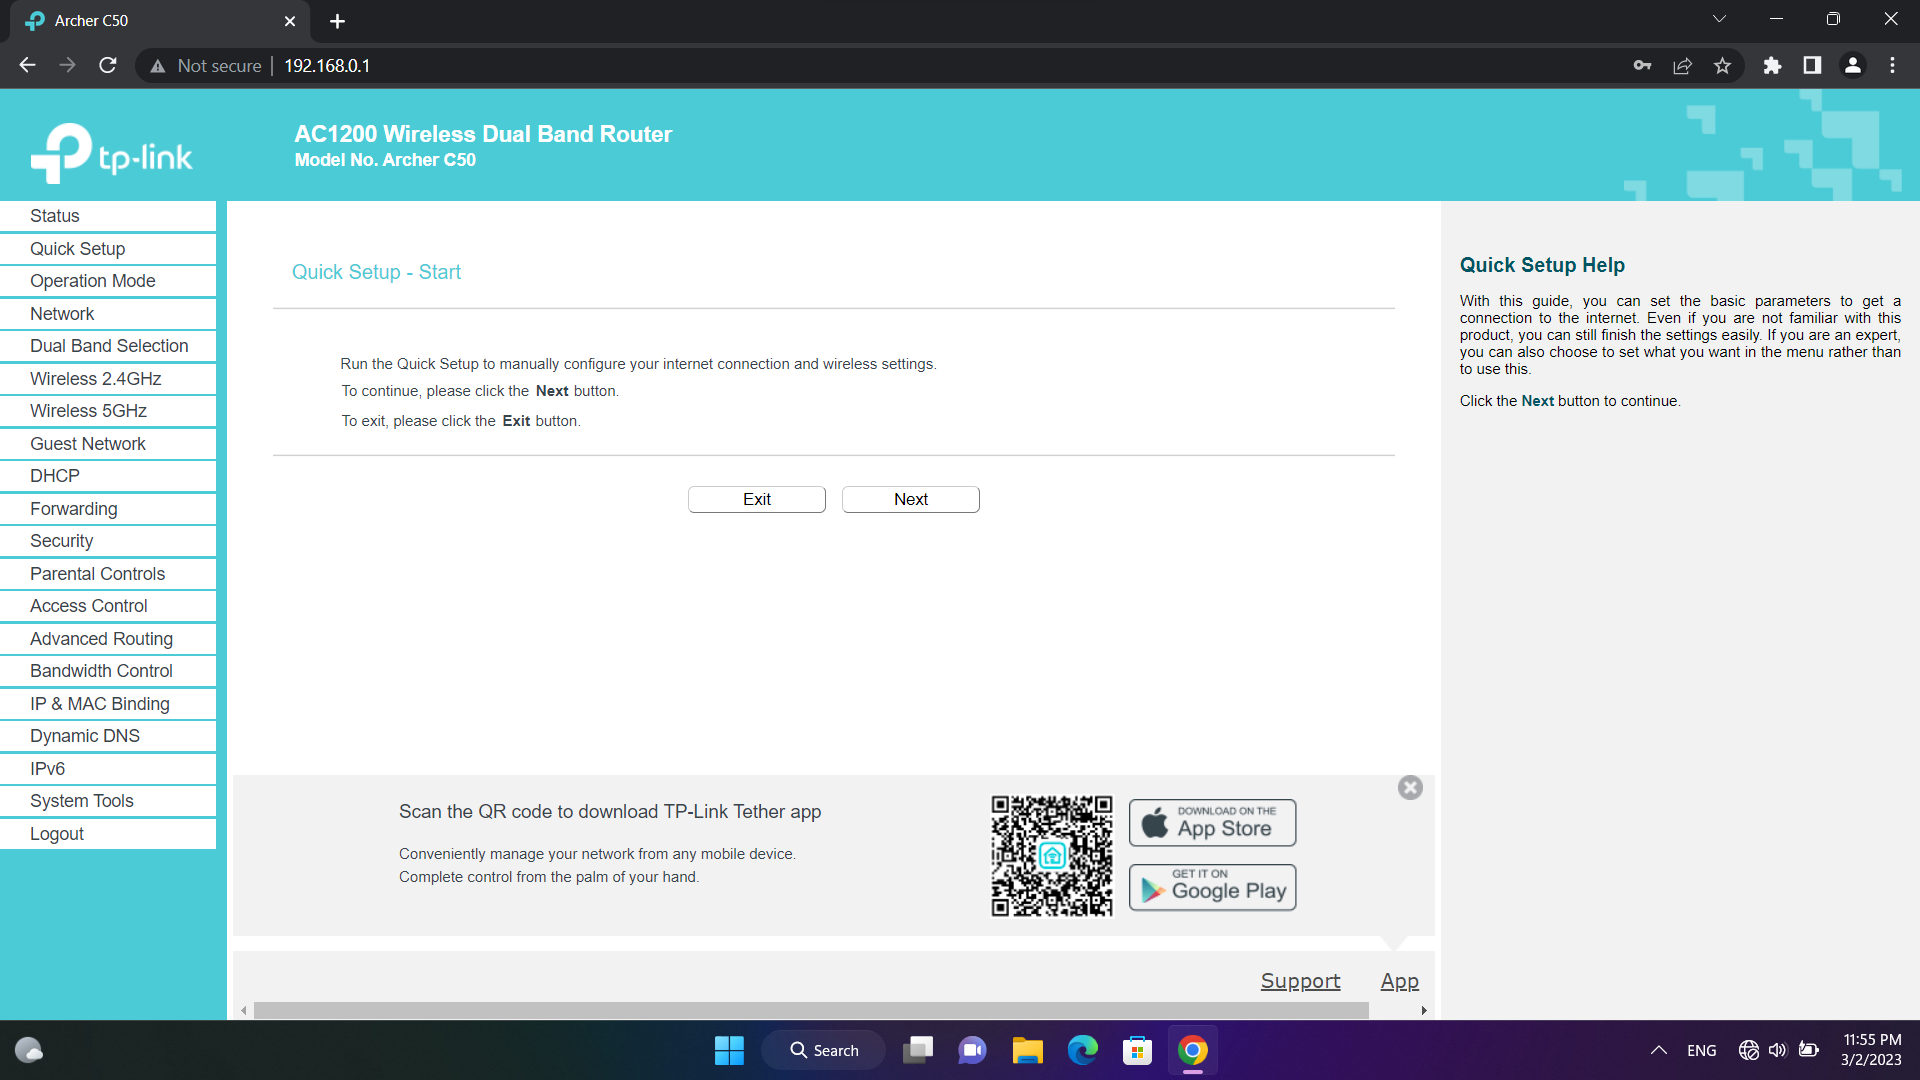 Archer C50
Not secure
192.168.0.1
tp-link
AC1200 Wireless Dual Band Router
Model No. Archer C50
Status
Quick Setup
Operation Mode
Network
Dual Band Selection
Wireless 2.4GHz
Wireless 5GHz
Guest Network
DHCP
Forwarding
Security
Parental Controls
Access Control
Advanced Routing
Bandwidth Control
IP & MAC Binding
Dynamic DNS
IPv6
System Tools
Logout
Quick Setup - Start
Run the Quick Setup to manually configure your internet connection and wireless settings.
To continue, please click the Next button.
To exit, please click the Exit button.
Exit
Next
Quick Setup Help
With this guide, you can set the basic parameters to get a
connection to the internet. Even if you are not familiar with this
product, you can still finish the settings easily. If you are an expert,
you can also choose to set what you want in the menu rather than
to use this.
Click the Next button to continue.
Scan the QR code to download TP-Link Tether app
Conveniently manage your network from any mobile device.
Complete control from the palm of your hand.
DOWNLOAD ON THE
App Store
GET IT ON
Google Play
Support
App
Search
ENG
11:55 PM
3/2/2023